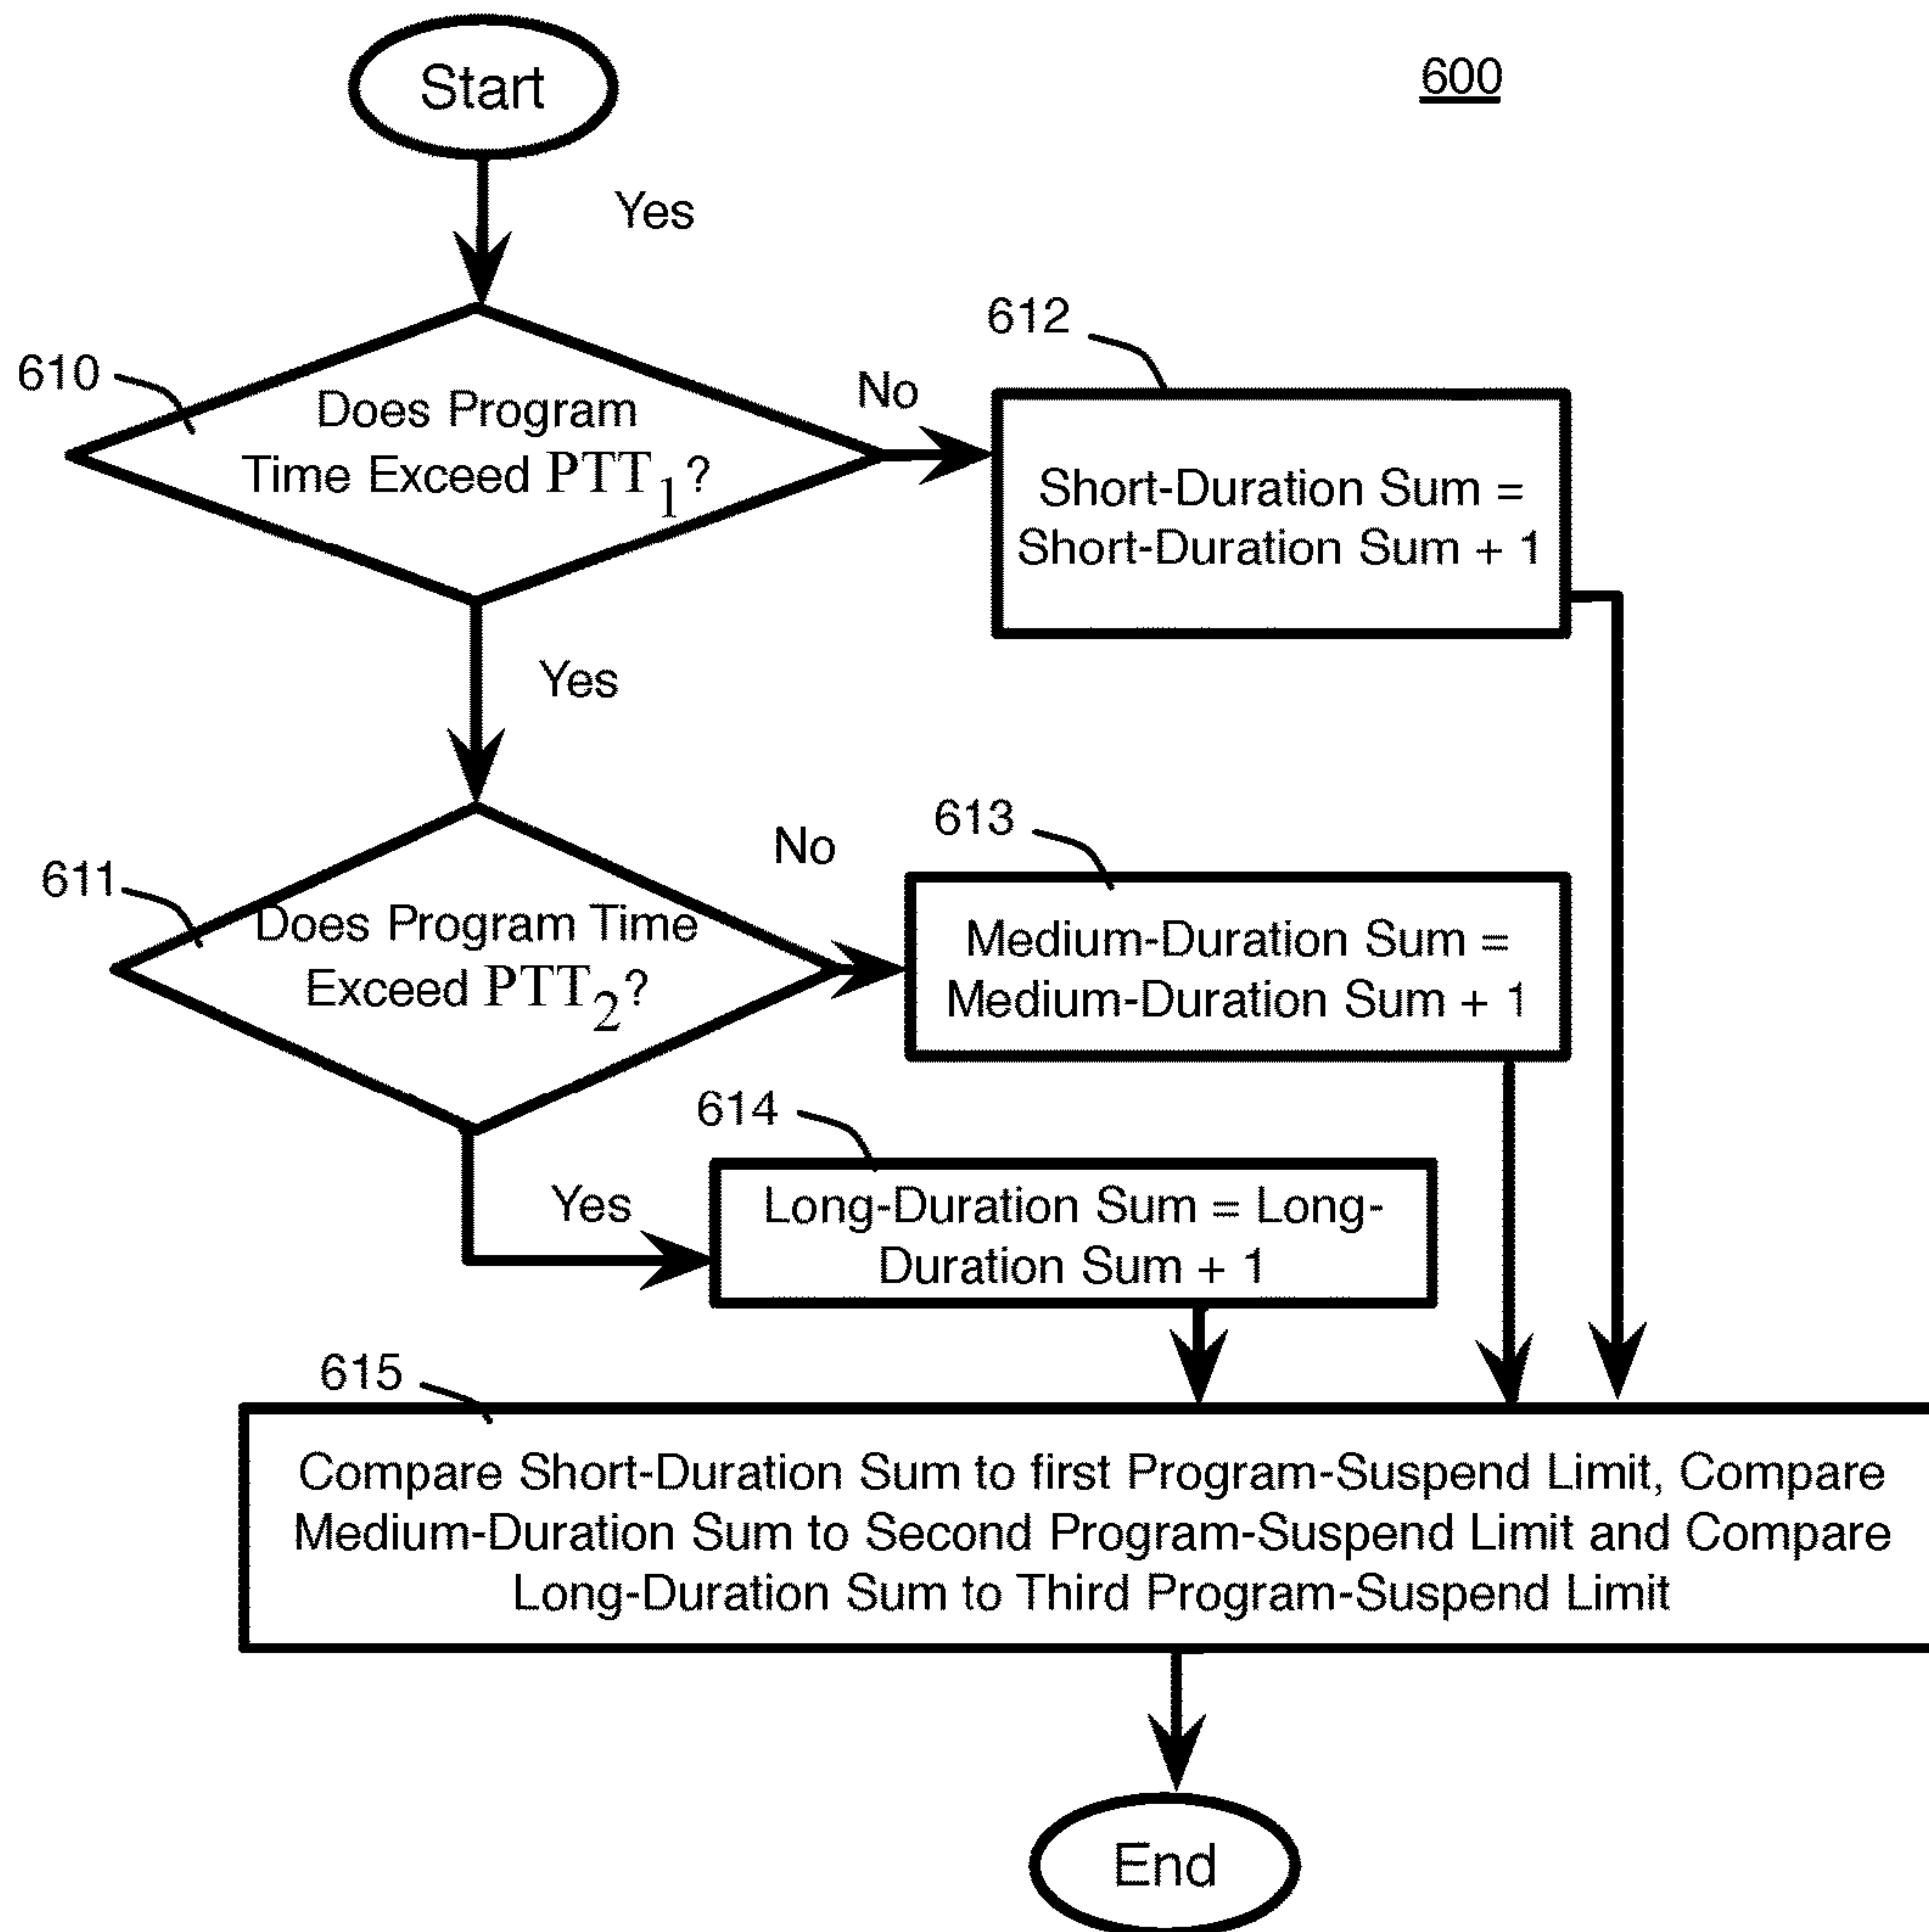 Start
600
Yes
610
Does Program
Time Exceed PTT1?
No
612
Short-Duration Sum =
Short-Duration Sum + 1
Yes
611
Does Program Time
Exceed PTT2?
No
613
Medium-Duration Sum =
Medium-Duration Sum + 1
Yes
614
Long-Duration Sum = Long-
Duration Sum + 1
615
Compare Short-Duration Sum to first Program-Suspend Limit, Compare
Medium-Duration Sum to Second Program-Suspend Limit and Compare
Long-Duration Sum to Third Program-Suspend Limit
End